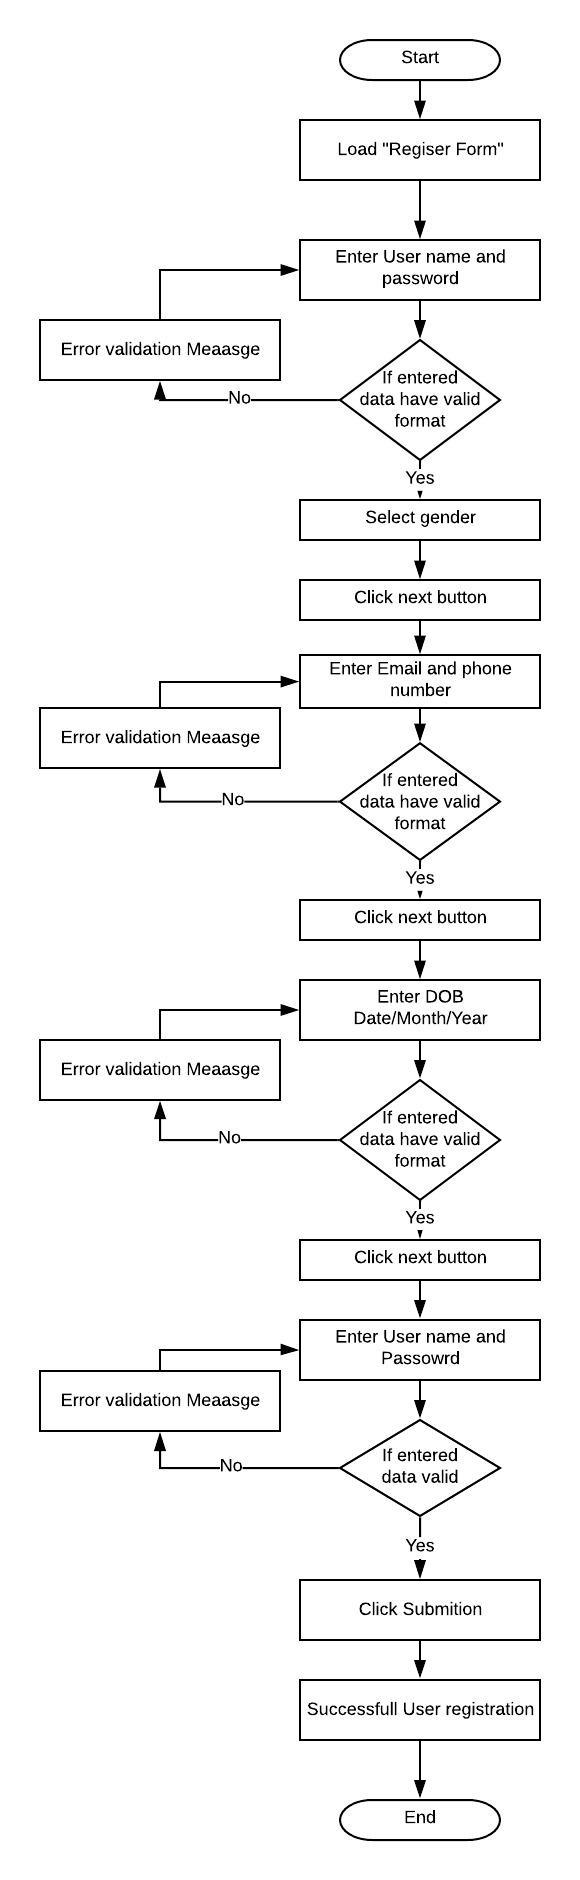 Start
Load "Regiser Form"
Enter User name and
password
Error validation Meaasge
If entered
data have valid
format
No
Yes
Select gender
Click next button
Enter Email and phone
number
Error validation Meaasge
If entered
data have valid
format
No
Yes
Click next button
Enter DOB
Date/Month/Year
Error validation Meaasge
If entered
data have valid
format
No
Yes
Click next button
Enter User name and
Passowrd
Error validation Meaasge
If entered
data valid
No
Yes
Click Submition
Successfull User registration
End